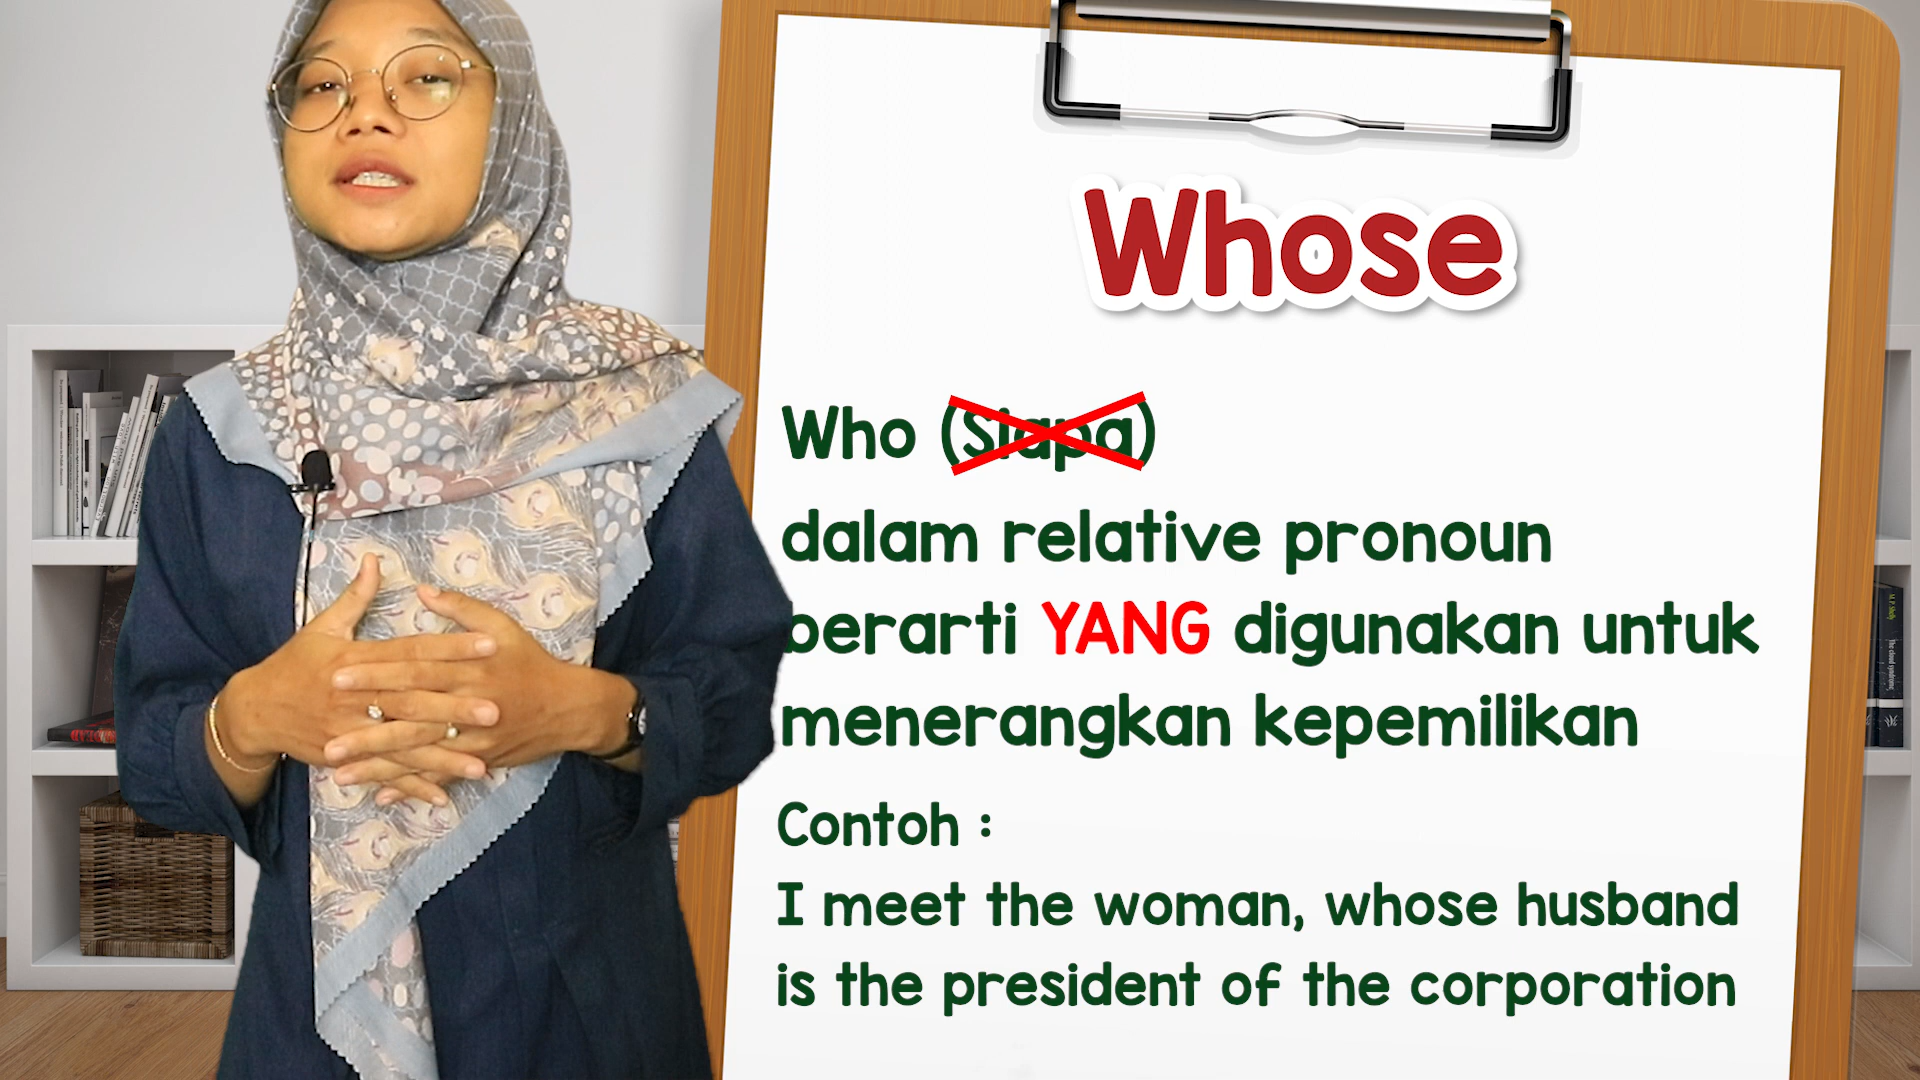 Whose
Who (Siapa)
dalam relative pronoun
berarti YANG digunakan untuk
menerangkan kepemilikan
Contoh :
I meet the woman, whose husband
is the president of the corporation